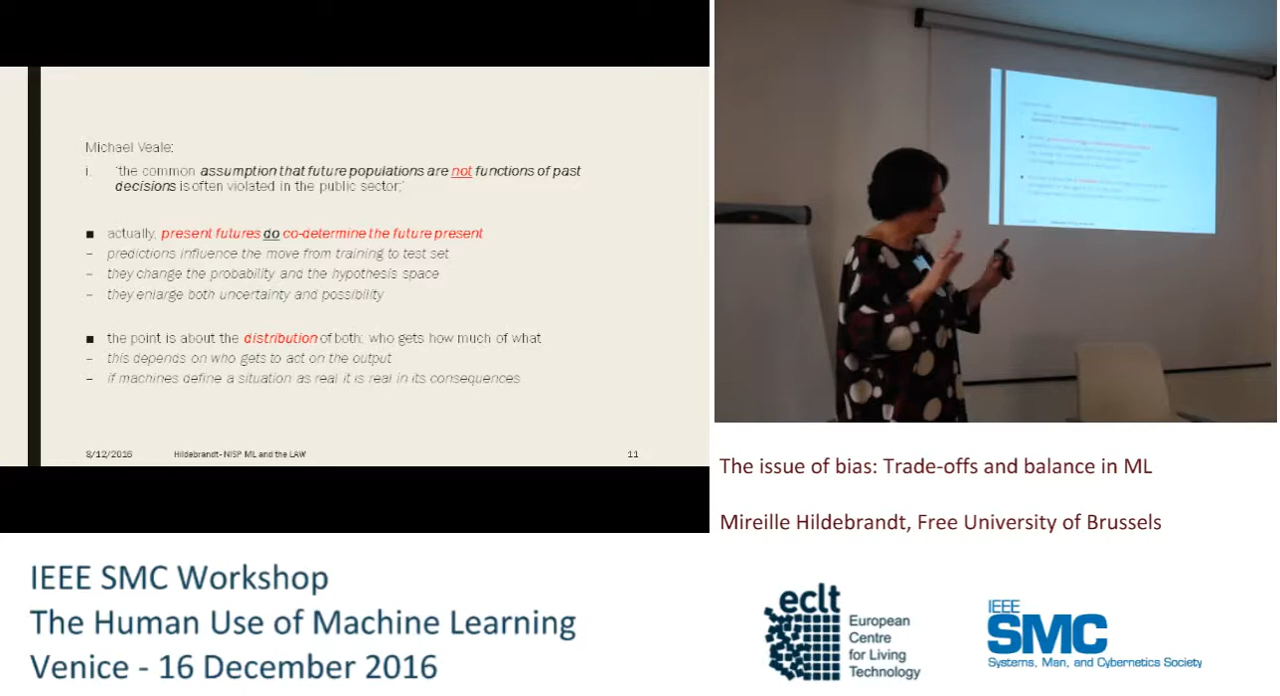 Michael Veale:
i. 'the common assumption that future populations are not functions of past
decisions is often violated in the public sector;'
■ actually, present futures do co-determine the future present
– predictions influence the move from training to test set
– they change the probability and the hypothesis space
– they enlarge both uncertainty and possibility
■ the point is about the distribution of both: who gets how much of what
– this depends on who gets to act on the output
– if machines define a situation as real it is real in its consequences
8/12/2016 Hildebrandt- NISP ML and the LAW 11
The issue of bias: Trade-offs and balance in ML
Mireille Hildebrandt, Free University of Brussels
IEEE SMC Workshop
The Human Use of Machine Learning
Venice - 16 December 2016
eclt
European
Centre
for Living
Technology
IEEE
SMC
Systems, Man, and Cybernetics Society